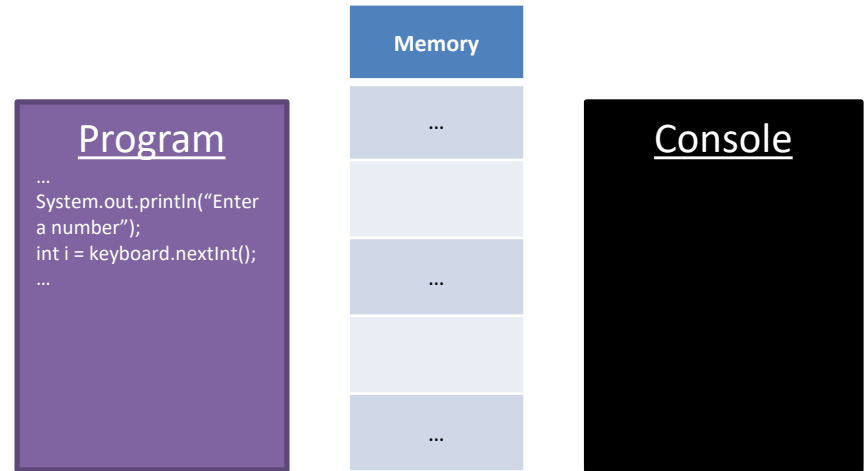 Memory
...
Program
...
System.out.println(“Enter
a number”);
int i = keyboard.nextInt();
...
Console
...
...